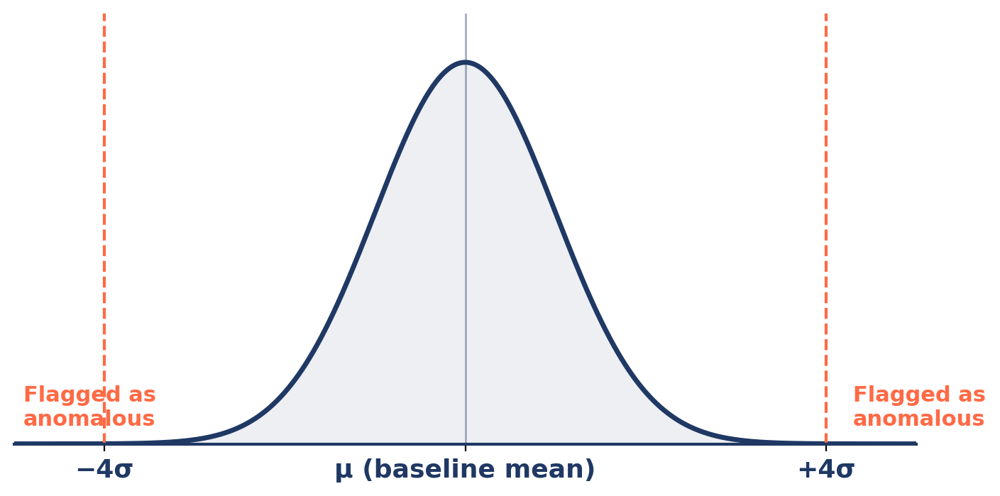 Flagged as
anomalous
Flagged as
anomalous
−4σ
μ (baseline mean)
+4σ